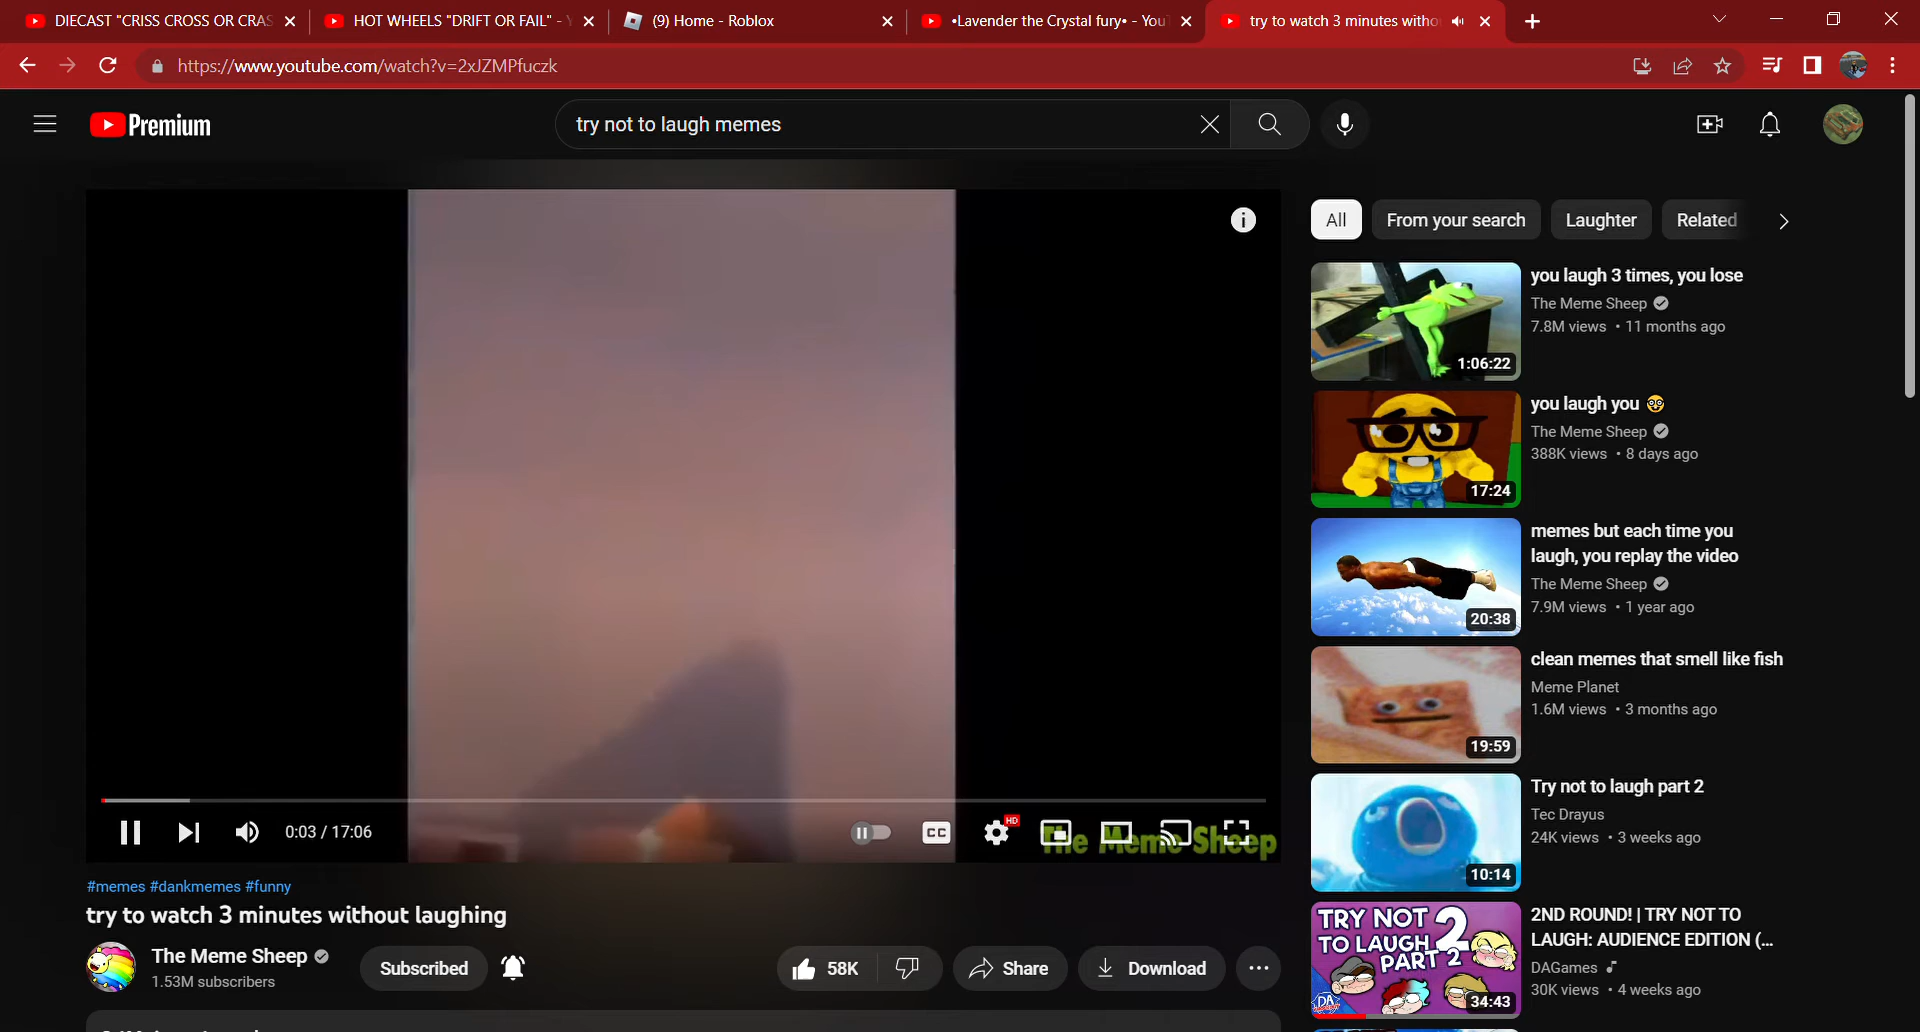 DIECAST "CRISS CROSS OR CRAS
HOT WHEELS "DRIFT OR FAIL" - Y
(9) Home - Roblox
•Lavender the Crystal fury• - YouT
try to watch 3 minutes witho
https://www.youtube.com/watch?v=2xJZMPfuczk
Premium
try not to laugh memes
All
From your search
Laughter
Related
you laugh 3 times, you lose
The Meme Sheep
7.8M views • 11 months ago
1:06:22
you laugh you 🤓
The Meme Sheep
388K views • 8 days ago
17:24
memes but each time you
laugh, you replay the video
The Meme Sheep
7.9M views • 1 year ago
20:38
clean memes that smell like fish
Meme Planet
1.6M views • 3 months ago
19:59
Try not to laugh part 2
Tec Drayus
24K views • 3 weeks ago
10:14
TRY NOT 2
TO LAUGH
PART 2
DA
34:43
2ND ROUND! | TRY NOT TO
LAUGH: AUDIENCE EDITION (...
DAGames
30K views • 4 weeks ago
0:03 / 17:06
CC
HD
The Meme Sheep
#memes #dankmemes #funny
try to watch 3 minutes without laughing
The Meme Sheep
1.53M subscribers
Subscribed
58K
Share
Download